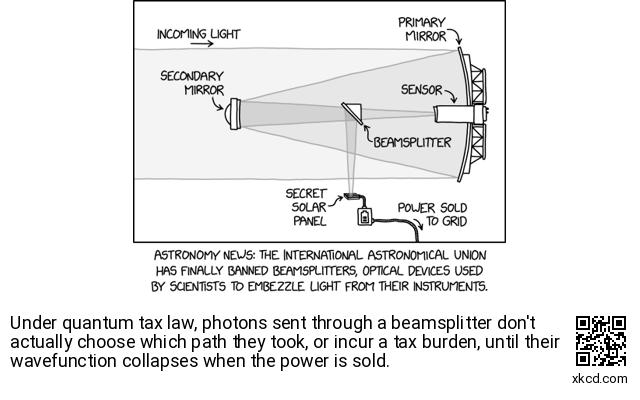 INCOMING LIGHT
PRIMARY
MIRROR
SECONDARY
MIRROR
SENSOR
BEAMSPLITTER
SECRET
SOLAR
PANEL
POWER SOLD
TO GRID
ASTRONOMY NEWS: THE INTERNATIONAL ASTRONOMICAL UNION
HAS FINALLY BANNED BEAMSPLITTERS, OPTICAL DEVICES USED
BY SCIENTISTS TO EMBEZZLE LIGHT FROM THEIR INSTRUMENTS.
Under quantum tax law, photons sent through a beamsplitter don't
actually choose which path they took, or incur a tax burden, until their
wavefunction collapses when the power is sold.
xkcd.com